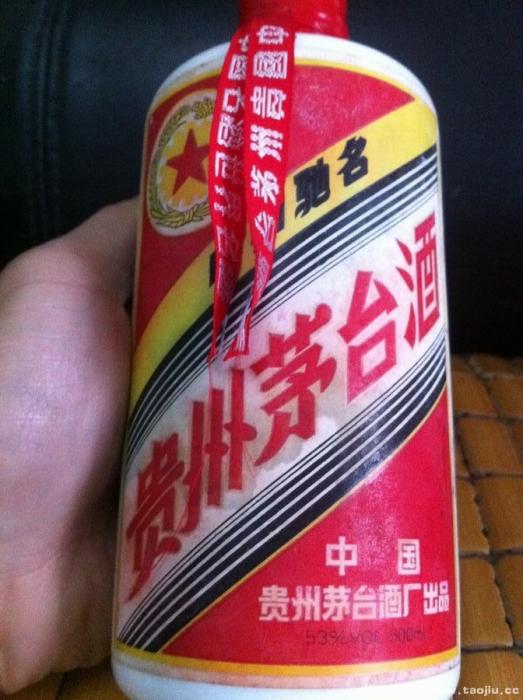 驰名
贵州茅台酒
中国
贵州茅台酒厂出品
53%VOL 500ml
.taojiu.cc